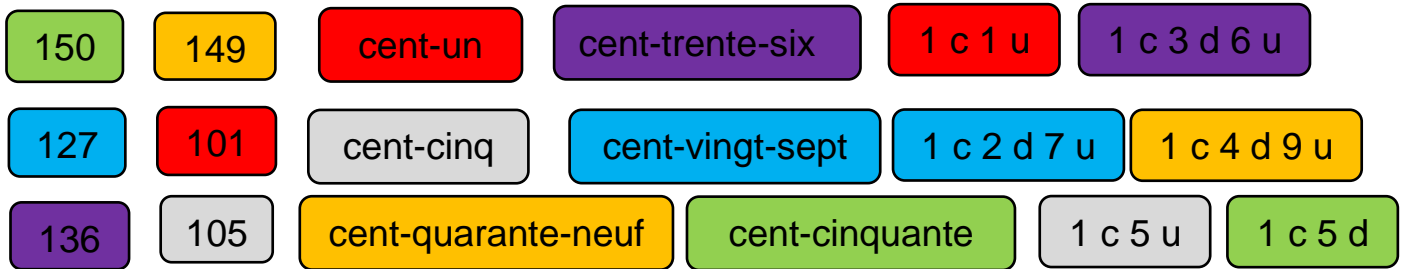 150 149 cent-un cent-trente-six 1 c 1 u 1 c 3 d 6 u
127 101 cent-cinq cent-vingt-sept 1 c 2 d 7 u 1 c 4 d 9 u
136 105 cent-quarante-neuf cent-cinquante 1 c 5 u 1 c 5 d